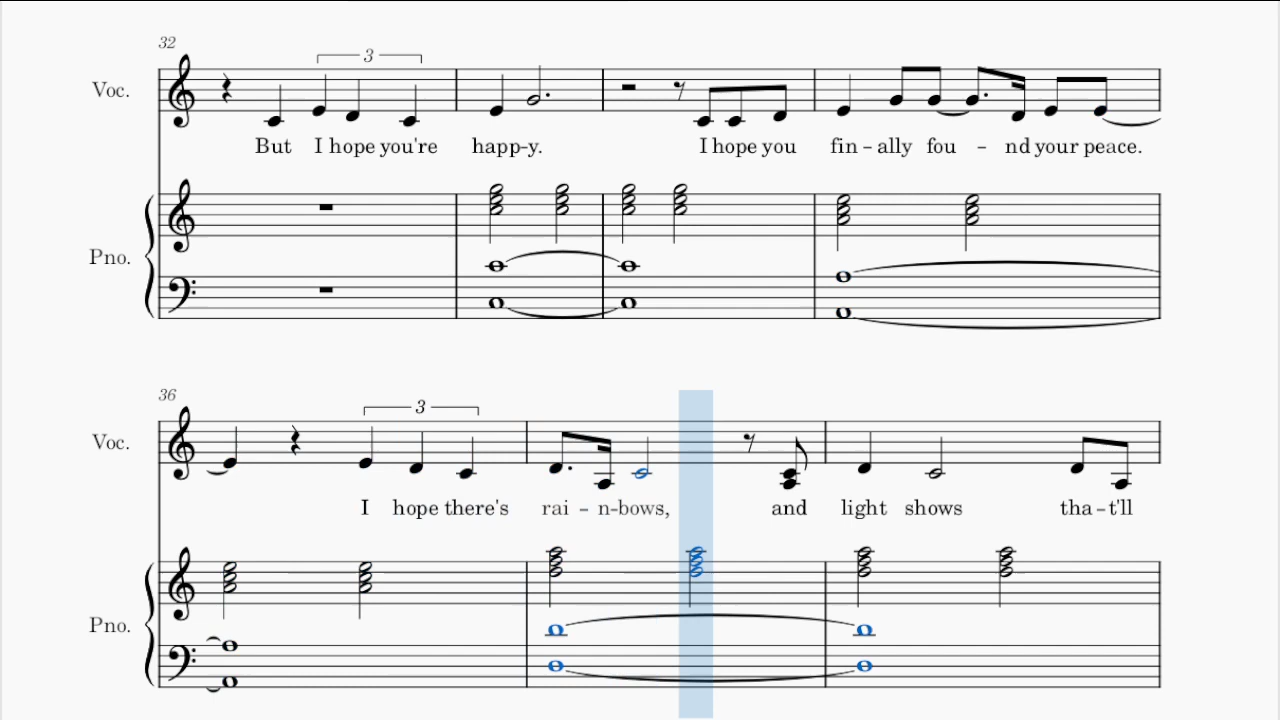 32
3
Voc.
But I hope you're happ-y. I hope you fin - ally fou - nd your peace.
Pno.
36
3
Voc.
I hope there's rai - n-bows, and light shows tha-t'll
Pno.